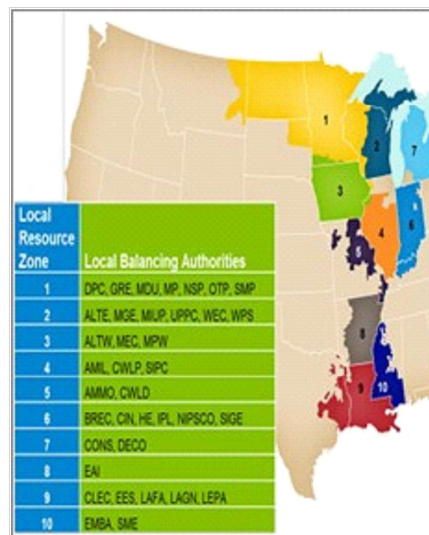 1
2
7
3
6
4
5
8
10
9
Local
Resource
Zone
Local Balancing Authorities
1 DPC, GRE, MDU, MP, NSP, OTP, SMP
2 ALTE, MGE, MIUP, UPPC, WEC, WPS
3 ALTW, MEC, MPW
4 AMIL, CWLP, SIPC
5 AMMO, CWLD
6 BREC, CIN, HE, IPL, NIPSCO, SIGE
7 CONS, DECO
8 EAI
9 CLEC, EES, LAFA, LAGN, LEPA
10 EMBA, SME